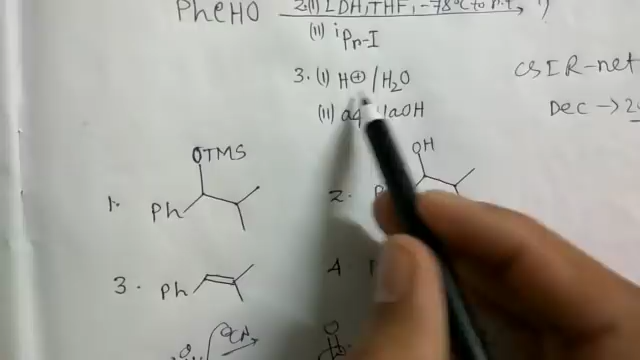 PhCHO 2.(i) LDA, THF, -78°C to r.t,
(ii) iPr-I
3. (i) H⊕ / H2O
CSIR-net
(ii) aq NaOH
Dec →
OTMS
OH
1. Ph
2.
3. Ph
4.
⊖CN
O